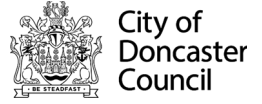 City of
Doncaster
Council
· BE STEADFAST ·